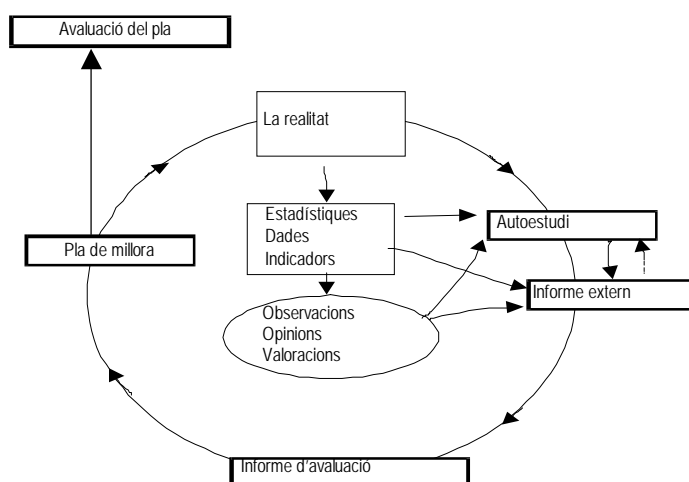 Avaluació del pla
La realitat
Estadístiques
Dades
Indicadors
Autoestudi
Pla de millora
Informe extern
Observacions
Opinions
Valoracions
Informe d'avaluació